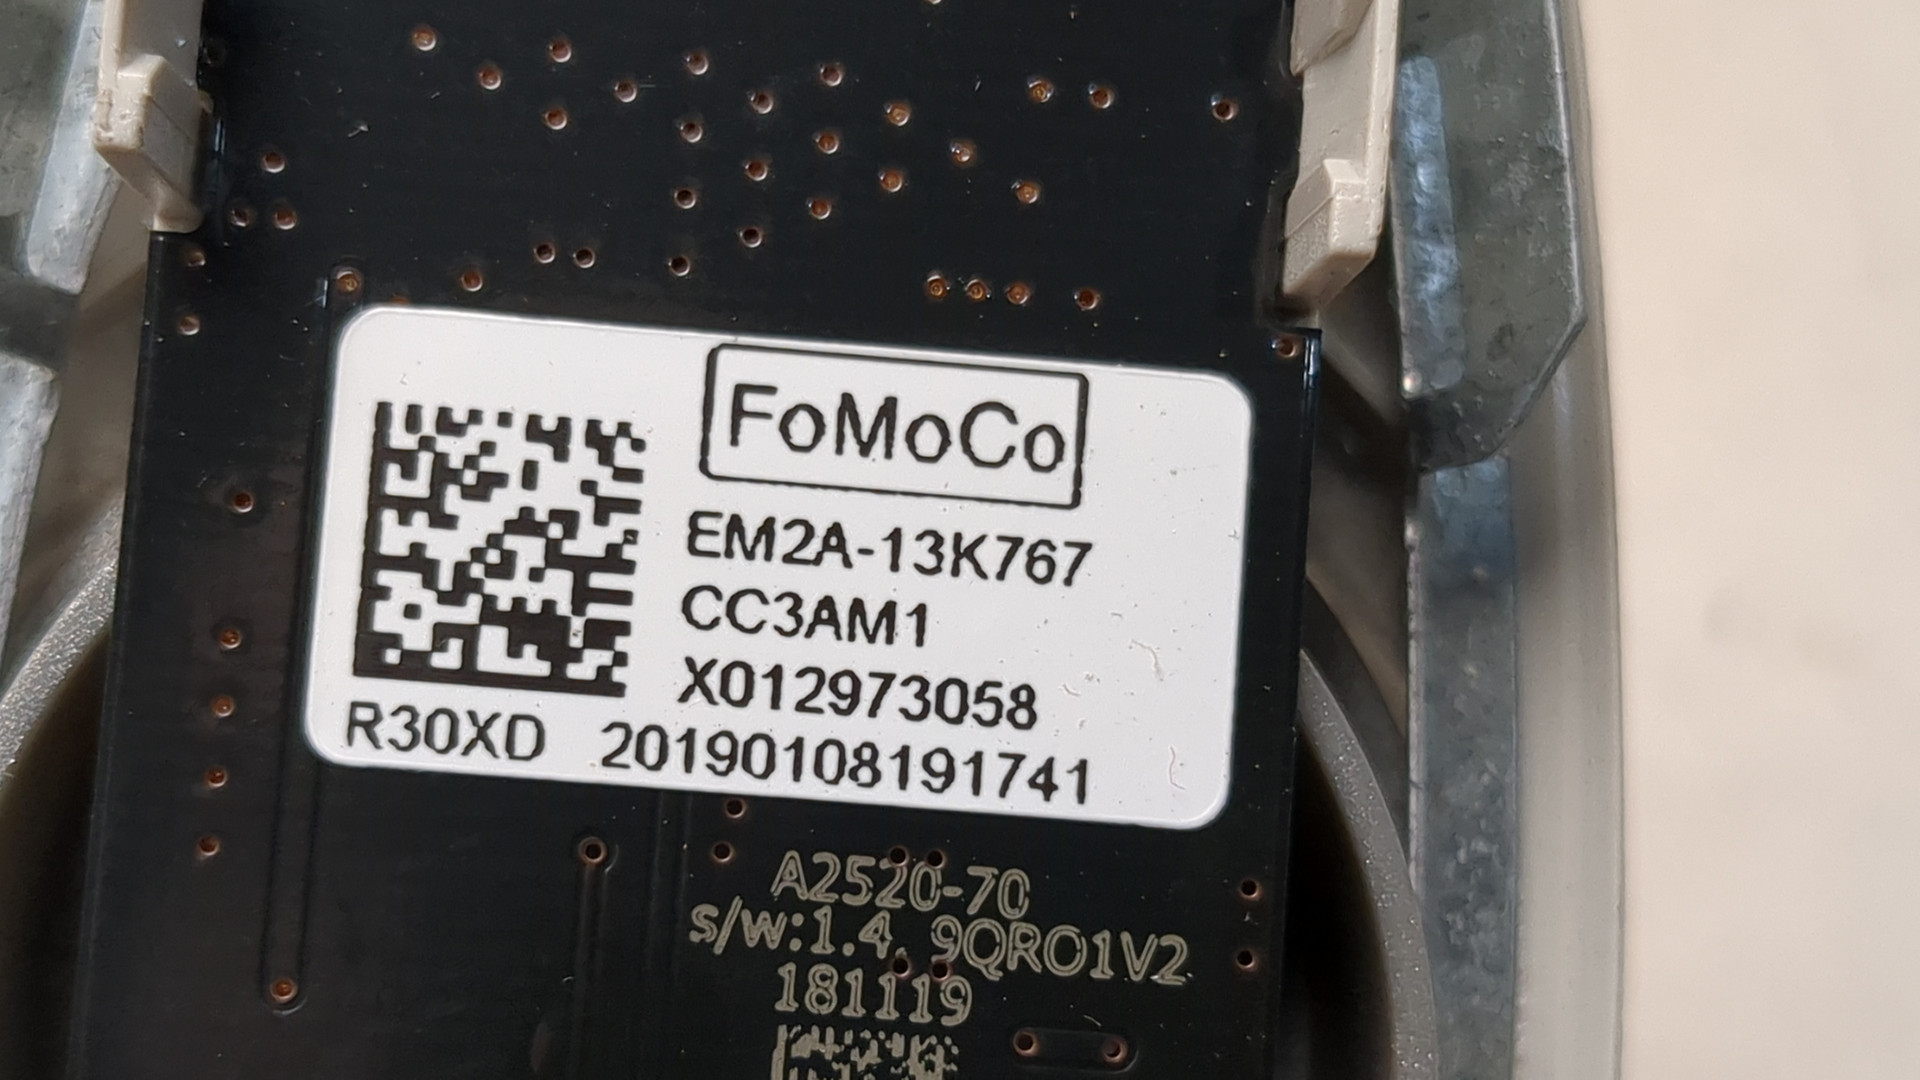 FoMoCo
EM2A-13K767
CC3AM1
X012973058
R30XD 20190108191741
A2520-70
s/w:1.4, 9QRO1V2
181119